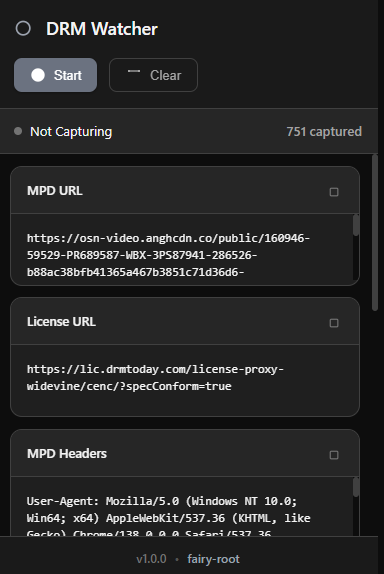 DRM Watcher
Start
Clear
Not Capturing
751 captured
MPD URL
https://osn-video.anghcdn.co/public/160946-
59529-PR689587-WBX-3PS87941-286526-
b88ac38bfb41365a467b3851c71d36d6-
License URL
https://lic.drmtoday.com/license-proxy-
widevine/cenc/?specConform=true
MPD Headers
User-Agent: Mozilla/5.0 (Windows NT 10.0;
Win64; x64) AppleWebKit/537.36 (KHTML, like
Gecko) Chrome/138.0.0.0 Safari/537.36
v1.0.0 • fairy-root